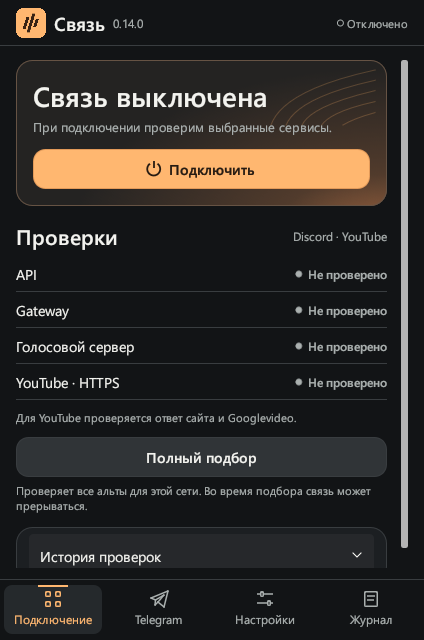 Связь 0.14.0
Отключено
Связь выключена
При подключении проверим выбранные сервисы.
Подключить
Проверки
Discord · YouTube
API
Не проверено
Gateway
Не проверено
Голосовой сервер
Не проверено
YouTube · HTTPS
Не проверено
Для YouTube проверяется ответ сайта и Googlevideo.
Полный подбор
Проверяет все альты для этой сети. Во время подбора связь может
прерываться.
История проверок
Подключение
Telegram
Настройки
Журнал